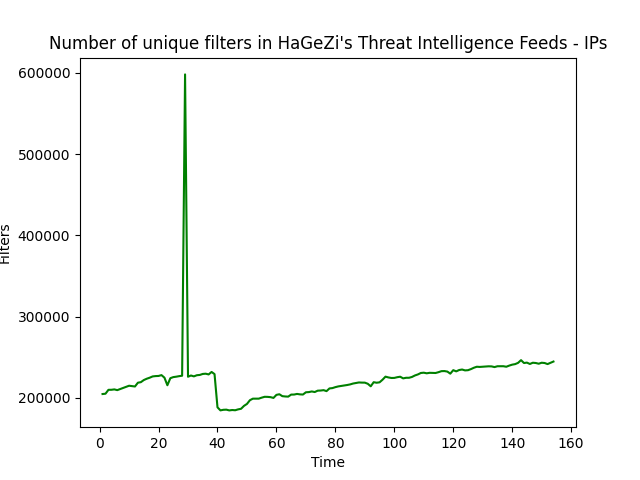 Number of unique filters in HaGeZi's Threat Intelligence Feeds - IPs
600000
500000
400000
300000
200000
Filters
0 20 40 60 80 100 120 140 160
Time